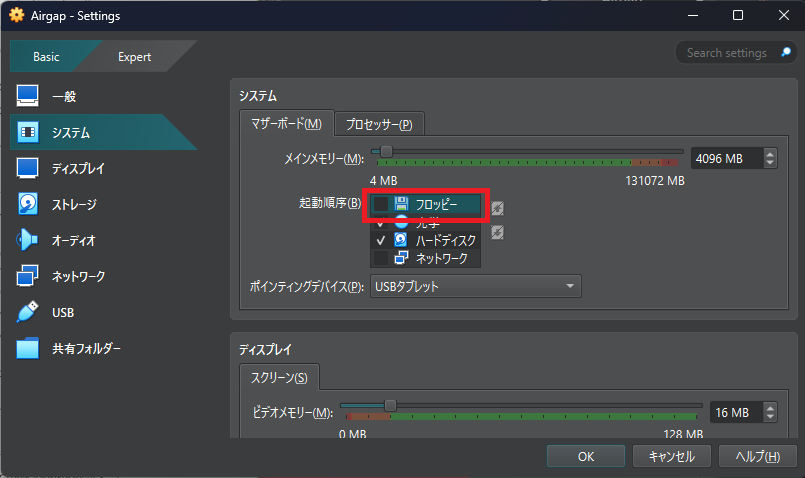 Airgap - Settings
Basic
Expert
Search settings
一般
システム
ディスプレイ
ストレージ
オーディオ
ネットワーク
USB
共有フォルダー
システム
マザーボード(M)
プロセッサー(P)
メインメモリー(M):
4096 MB
4 MB
131072 MB
起動順序(B)
フロッピー
光学
ハードディスク
ネットワーク
ポインティングデバイス(P):
USBタブレット
ディスプレイ
スクリーン(S)
ビデオメモリー(M):
16 MB
0 MB
128 MB
OK
キャンセル
ヘルプ(H)